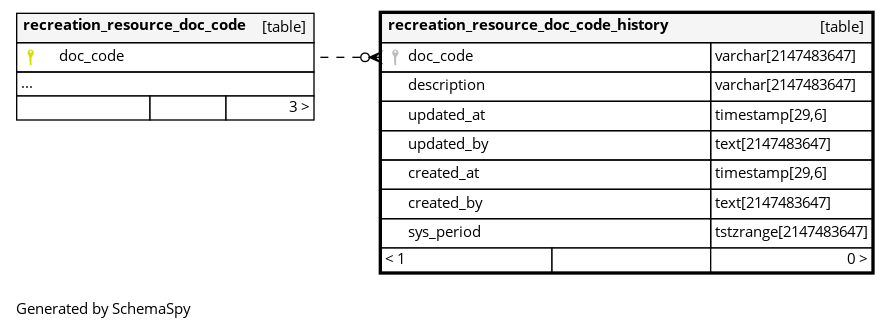 recreation_resource_doc_code [table]
doc_code
...
3 >
recreation_resource_doc_code_history [table]
doc_code varchar[2147483647]
description varchar[2147483647]
updated_at timestamp[29,6]
updated_by text[2147483647]
created_at timestamp[29,6]
created_by text[2147483647]
sys_period tstzrange[2147483647]
< 1 0 >
Generated by SchemaSpy